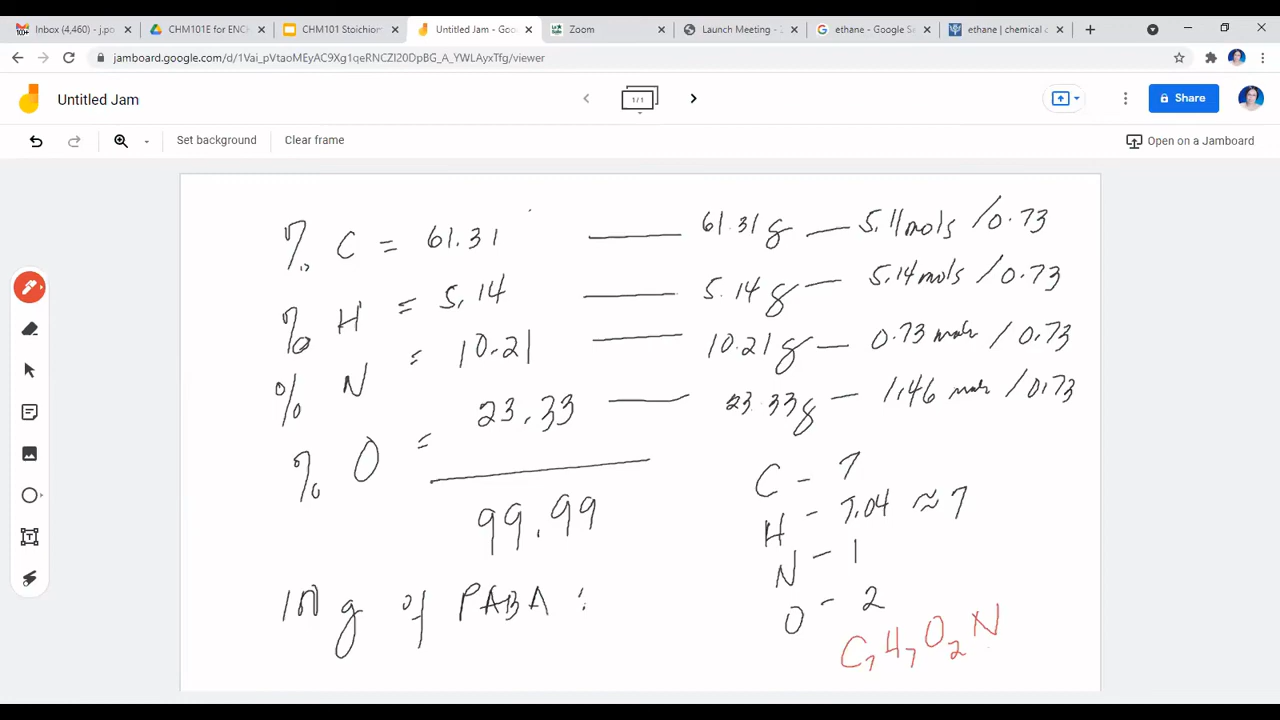 Inbox (4,460) - j.po
CHM101E for ENC
CHM101 Stoichiom
Untitled Jam - Goo
Zoom
Launch Meeting - Z
ethane - Google Se
ethane | chemical c
jamboard.google.com/d/1Vai_pVtaoMEyAC9Xg1qeRNCZI20DpBG_A_YWLAyxTfg/viewer
Untitled Jam
1/1
Share
Set background
Clear frame
Open on a Jamboard
% C = 61.31 — 61.31 g — 5.11 mols / 0.73
% H = 5.14 — 5.14 g — 5.14 mols / 0.73
% N = 10.21 — 10.21 g — 0.73 mols / 0.73
% O = 23.33 — 23.33 g — 1.46 mols / 0.73
99.99
C - 7
H - 7.04 ≈ 7
N - 1
O - 2
100 g of PABA :
C7H7O2N